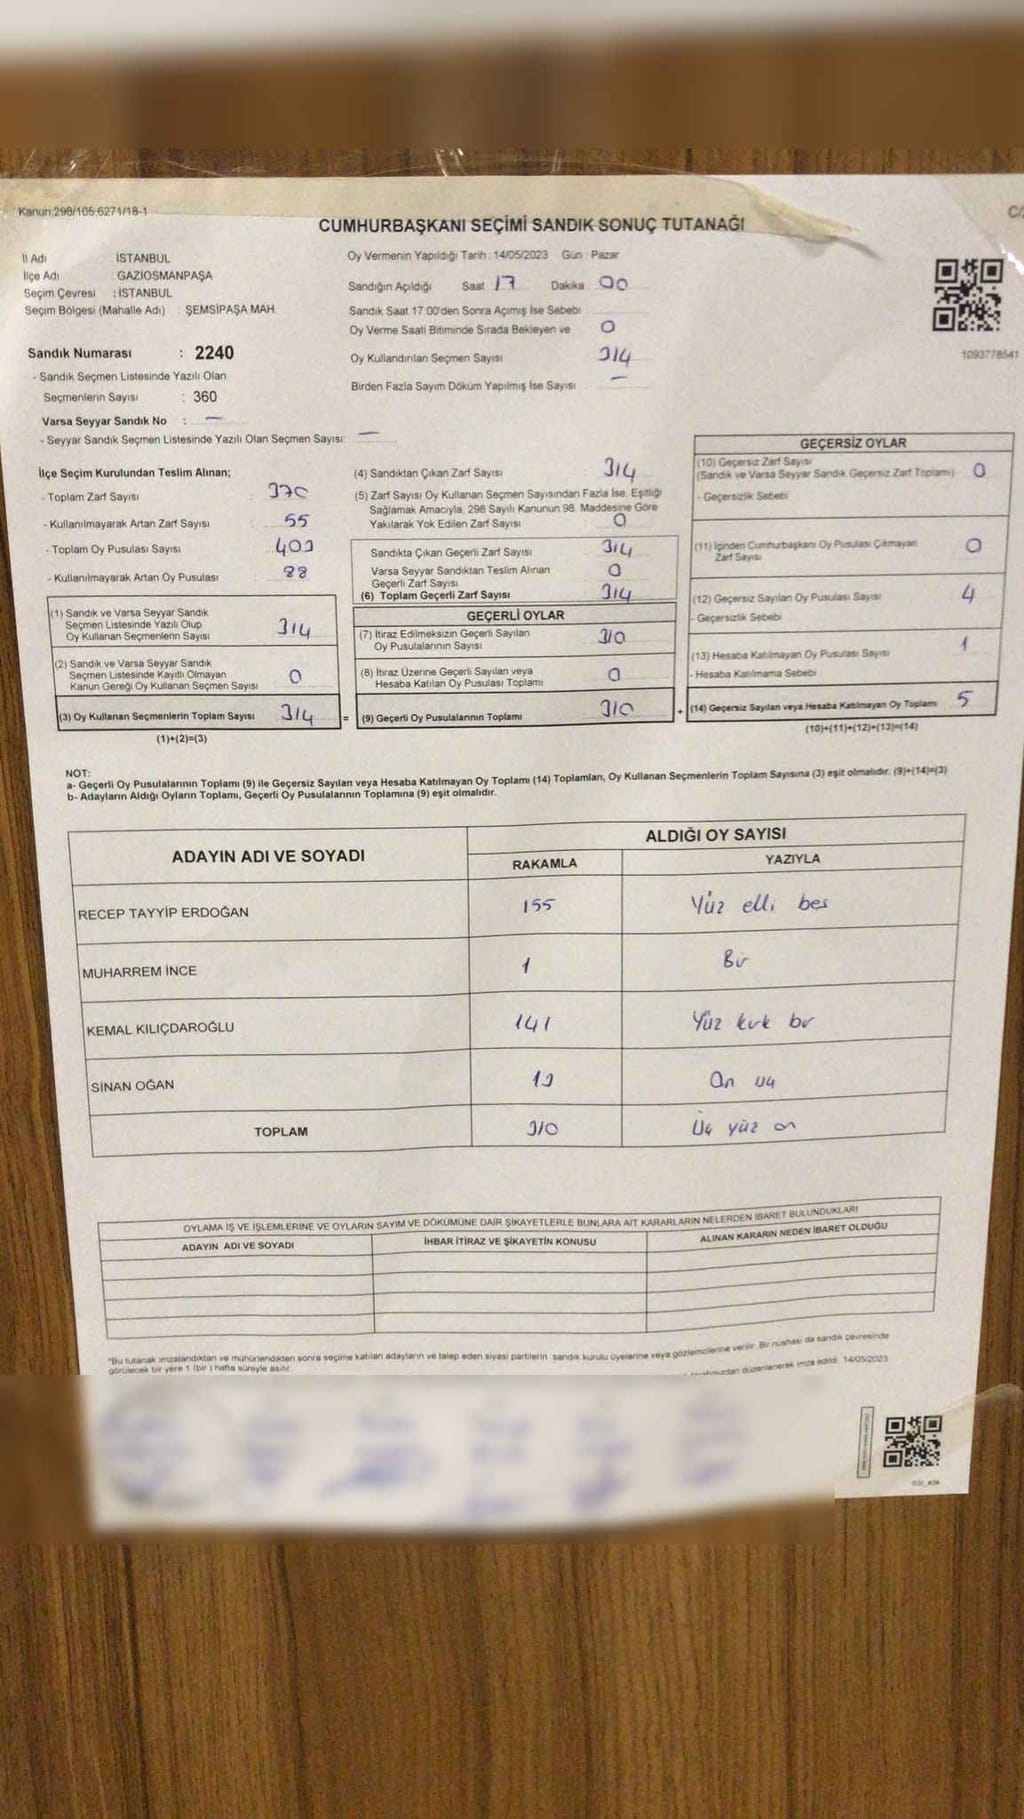 Kanun:298/105,6271/18-1
CUMHURBAŞKANI SEÇİMİ SANDIK SONUÇ TUTANAĞI
İl Adı İSTANBUL
İlçe Adı : GAZİOSMANPAŞA
Seçim Çevresi : İSTANBUL
Seçim Bölgesi (Mahalle Adı) : ŞEMSİPAŞA MAH.
Sandık Numarası : 2240
- Sandık Seçmen Listesinde Yazılı Olan
Seçmenlerin Sayısı : 360
Varsa Seyyar Sandık No : —
- Seyyar Sandık Seçmen Listesinde Yazılı Olan Seçmen Sayısı: —
Oy Vermenin Yapıldığı Tarih : 14/05/2023 Gün : Pazar
Sandığın Açıldığı Saat 17 Dakika 00
Sandık Saat 17.00'den Sonra Açımış İse Sebebi
Oy Verme Saati Bitiminde Sırada Bekleyen ve 0
Oy Kullandırılan Seçmen Sayısı 314
Birden Fazla Sayım Döküm Yapılmış İse Sayısı —
1093778541
İlçe Seçim Kurulundan Teslim Alınan;
- Toplam Zarf Sayısı 370
- Kullanılmayarak Artan Zarf Sayısı 55
- Toplam Oy Pusulası Sayısı 403
- Kullanılmayarak Artan Oy Pusulası 88
(1) Sandık ve Varsa Seyyar Sandık
Seçmen Listesinde Yazılı Olup
Oy Kullanan Seçmenlerin Sayısı 314
(2) Sandık ve Varsa Seyyar Sandık
Seçmen Listesinde Kayıtlı Olmayan
Kanun Gereği Oy Kullanan Seçmen Sayısı 0
(3) Oy Kullanan Seçmenlerin Toplam Sayısı 314 =
(1)+(2)=(3)
(4) Sandıktan Çıkan Zarf Sayısı 314
(5) Zarf Sayısı Oy Kullanan Seçmen Sayısından Fazla İse, Eşitliği
Sağlamak Amacıyla, 298 Sayılı Kanunun 98. Maddesine Göre
Yakılarak Yok Edilen Zarf Sayısı 0
Sandıkta Çıkan Geçerli Zarf Sayısı 314
Varsa Seyyar Sandıktan Teslim Alınan
Geçerli Zarf Sayısı 0
(6) Toplam Geçerli Zarf Sayısı 314
GEÇERLİ OYLAR
(7) İtiraz Edilmeksizin Geçerli Sayılan
Oy Pusulalarının Sayısı 310
(8) İtiraz Üzerine Geçerli Sayılan veya
Hesaba Katılan Oy Pusulası Toplamı 0
(9) Geçerli Oy Pusulalarının Toplamı 310 +
GEÇERSİZ OYLAR
(10) Geçersiz Zarf Sayısı
(Sandık ve Varsa Seyyar Sandık Geçersiz Zarf Toplamı) 0
- Geçersizlik Sebebi
(11) İçinden Cumhurbaşkanı Oy Pusulası Çıkmayan
Zarf Sayısı 0
(12) Geçersiz Sayılan Oy Pusulası Sayısı 4
- Geçersizlik Sebebi
(13) Hesaba Katılmayan Oy Pusulası Sayısı 1
- Hesaba Katılmama Sebebi
(14) Geçersiz Sayılan veya Hesaba Katılmayan Oy Toplamı 5
(10)+(11)+(12)+(13)=(14)
NOT:
a- Geçerli Oy Pusulalarının Toplamı (9) ile Geçersiz Sayılan veya Hesaba Katılmayan Oy Toplamı (14) Toplamları, Oy Kullanan Seçmenlerin Toplam Sayısına (3) eşit olmalıdır. (9)+(14)=(3)
b- Adayların Aldığı Oyların Toplamı, Geçerli Oy Pusulalarının Toplamına (9) eşit olmalıdır.
ADAYIN ADI VE SOYADI
ALDIĞI OY SAYISI
RAKAMLA YAZIYLA
RECEP TAYYİP ERDOĞAN 155 Yüz elli bes
MUHARREM İNCE 1 Bir
KEMAL KILIÇDAROĞLU 141 Yüz kırk bir
SİNAN OĞAN 13 On üç
TOPLAM 310 Üç yüz on
OYLAMA İŞ VE İŞLEMLERİNE VE OYLARIN SAYIM VE DÖKÜMÜNE DAİR ŞİKAYETLERLE BUNLARA AİT KARARLARIN NELERDEN İBARET BULUNDUKLARI
ADAYIN ADI VE SOYADI İHBAR İTİRAZ VE ŞİKAYETİN KONUSU ALINAN KARARIN NEDEN İBARET OLDUĞU
*Bu tutanak imzalandıktan ve mühürlendikten sonra seçime katılan adayların ve talep eden siyasi partilerin sandık kurulu üyelerine veya gözlemcilerine verilir. Bir nüshası da sandık çevresinde
görülecek bir yere 1 (bir) hafta süreyle asılır.
düzenlenerek imza edildi. 14/05/2023